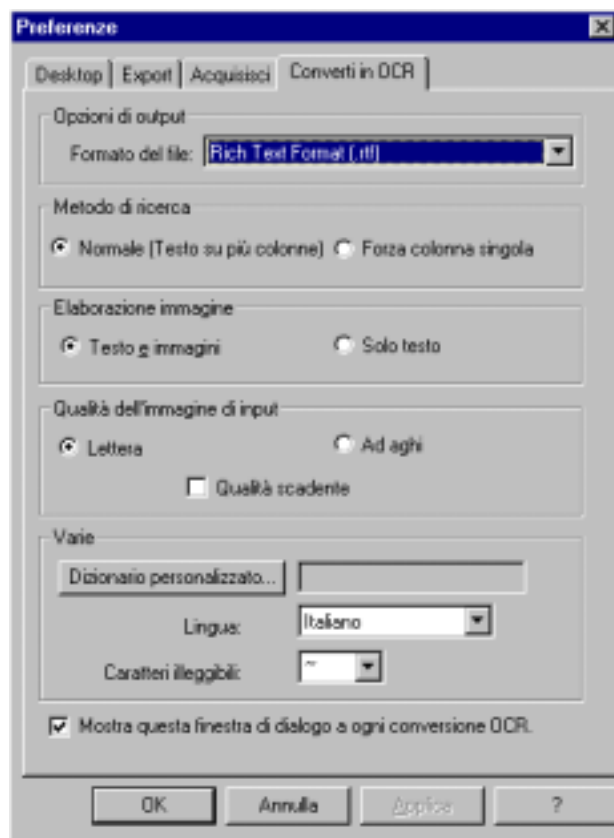 Preferenze
Desktop Export Acquisisci Converti in OCR
Opzioni di output
Formato del file: Rich Text Format (.rtf)
Metodo di ricerca
Normale (Testo su più colonne) Forza colonna singola
Elaborazione immagine
Testo e immagini Solo testo
Qualità dell'immagine di input
Lettera Ad aghi
Qualità scadente
Varie
Dizionario personalizzato...
Lingua: Italiano
Caratteri illeggibili: ~
Mostra questa finestra di dialogo a ogni conversione OCR.
OK Annulla Applica ?